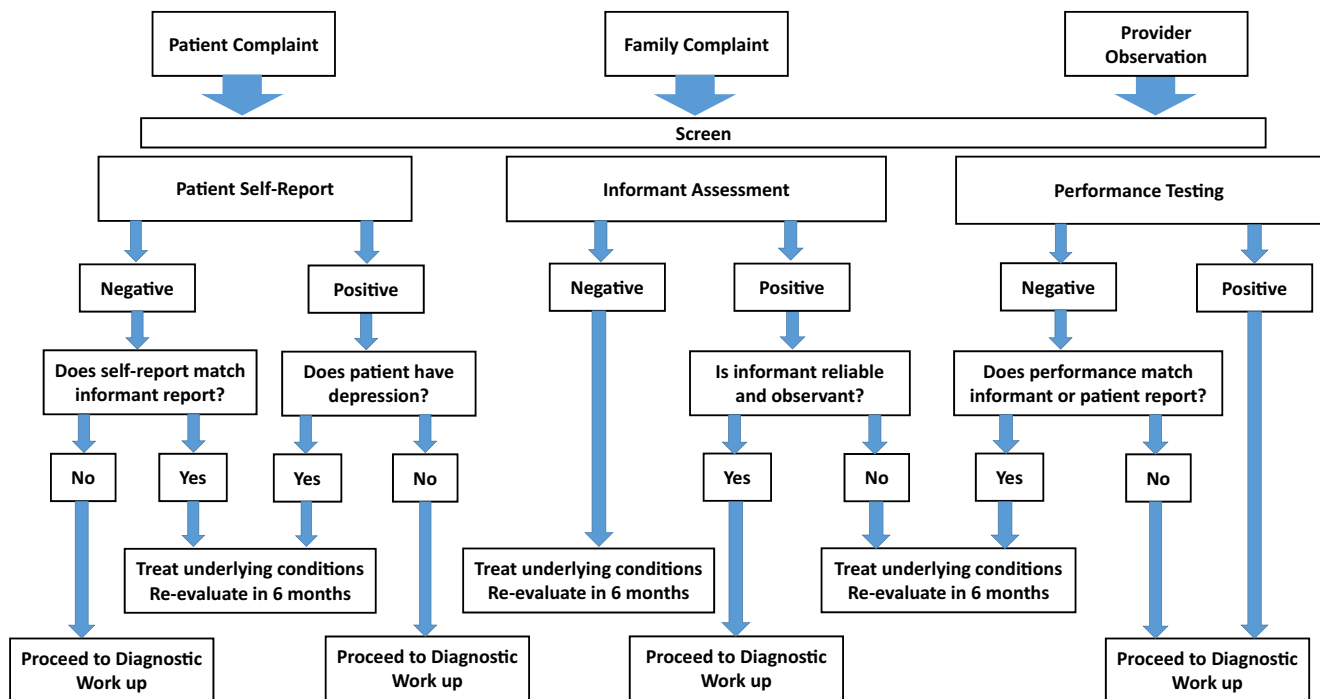 Patient Complaint
Family Complaint
Provider
Observation
Screen
Patient Self-Report
Informant Assessment
Performance Testing
Negative
Positive
Negative
Positive
Negative
Positive
Does self-report match
informant report?
Does patient have
depression?
Is informant reliable
and observant?
Does performance match
informant or patient report?
No
Yes
Yes
No
Yes
No
Yes
No
Treat underlying conditions
Re-evaluate in 6 months
Treat underlying conditions
Re-evaluate in 6 months
Treat underlying conditions
Re-evaluate in 6 months
Proceed to Diagnostic
Work up
Proceed to Diagnostic
Work up
Proceed to Diagnostic
Work up
Proceed to Diagnostic
Work up